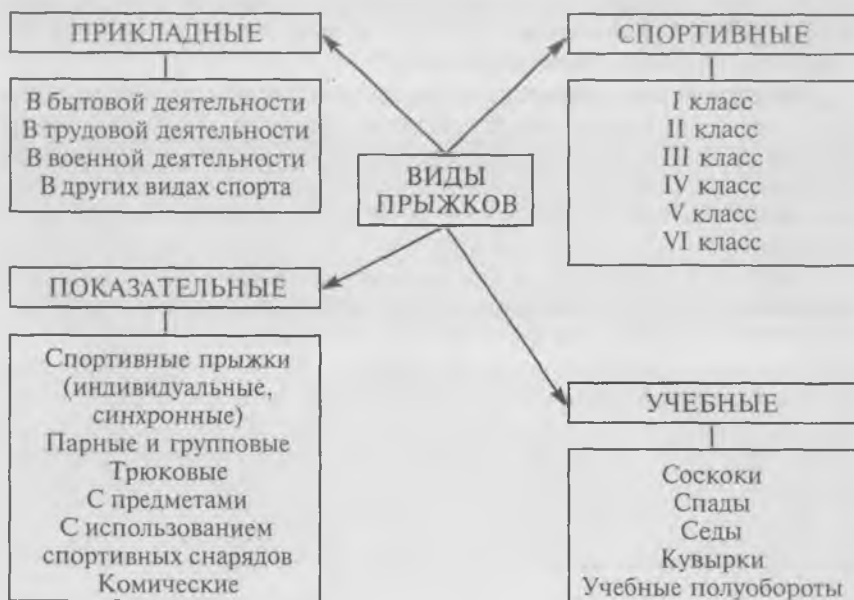 ПРИКЛАДНЫЕ
В бытовой деятельности
В трудовой деятельности
В военной деятельности
В других видах спорта
СПОРТИВНЫЕ
I класс
II класс
III класс
IV класс
V класс
VI класс
ВИДЫ
ПРЫЖКОВ
ПОКАЗАТЕЛЬНЫЕ
Спортивные прыжки
(индивидуальные,
синхронные)
Парные и групповые
Трюковые
С предметами
С использованием
спортивных снарядов
Комические
УЧЕБНЫЕ
Соскоки
Спады
Седы
Кувырки
Учебные полуобороты